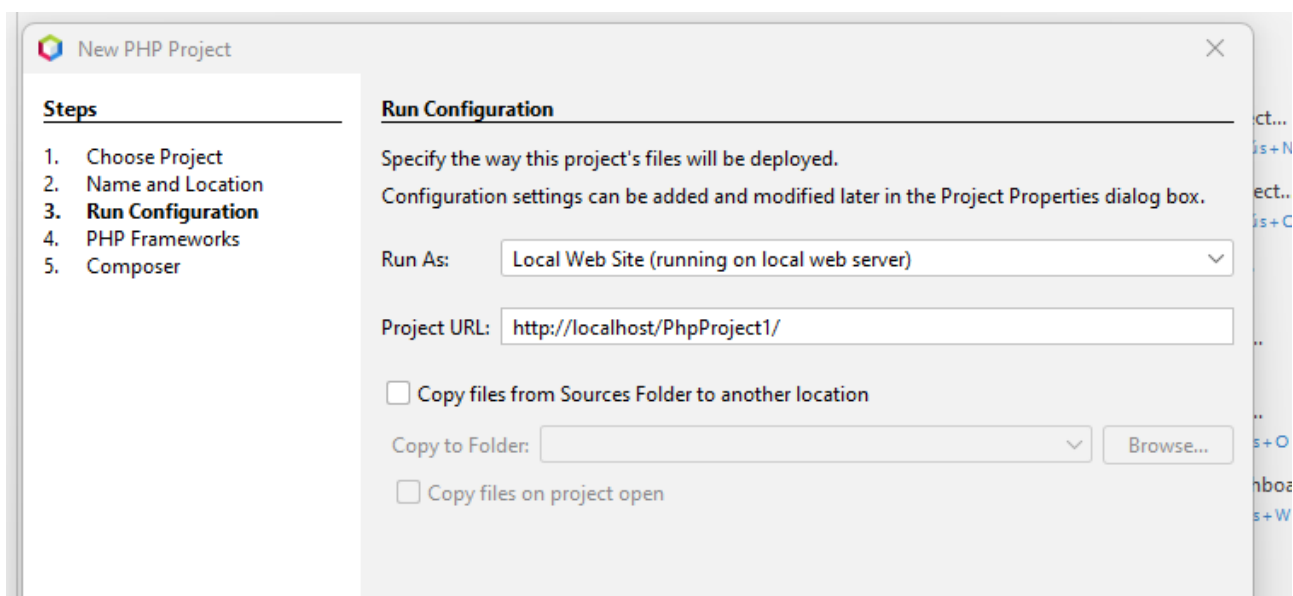 New PHP Project
Steps
1. Choose Project
2. Name and Location
3. Run Configuration
4. PHP Frameworks
5. Composer
Run Configuration
Specify the way this project's files will be deployed.
Configuration settings can be added and modified later in the Project Properties dialog box.
Run As: Local Web Site (running on local web server)
Project URL: http://localhost/PhpProject1/
Copy files from Sources Folder to another location
Copy to Folder: Browse...
Copy files on project open